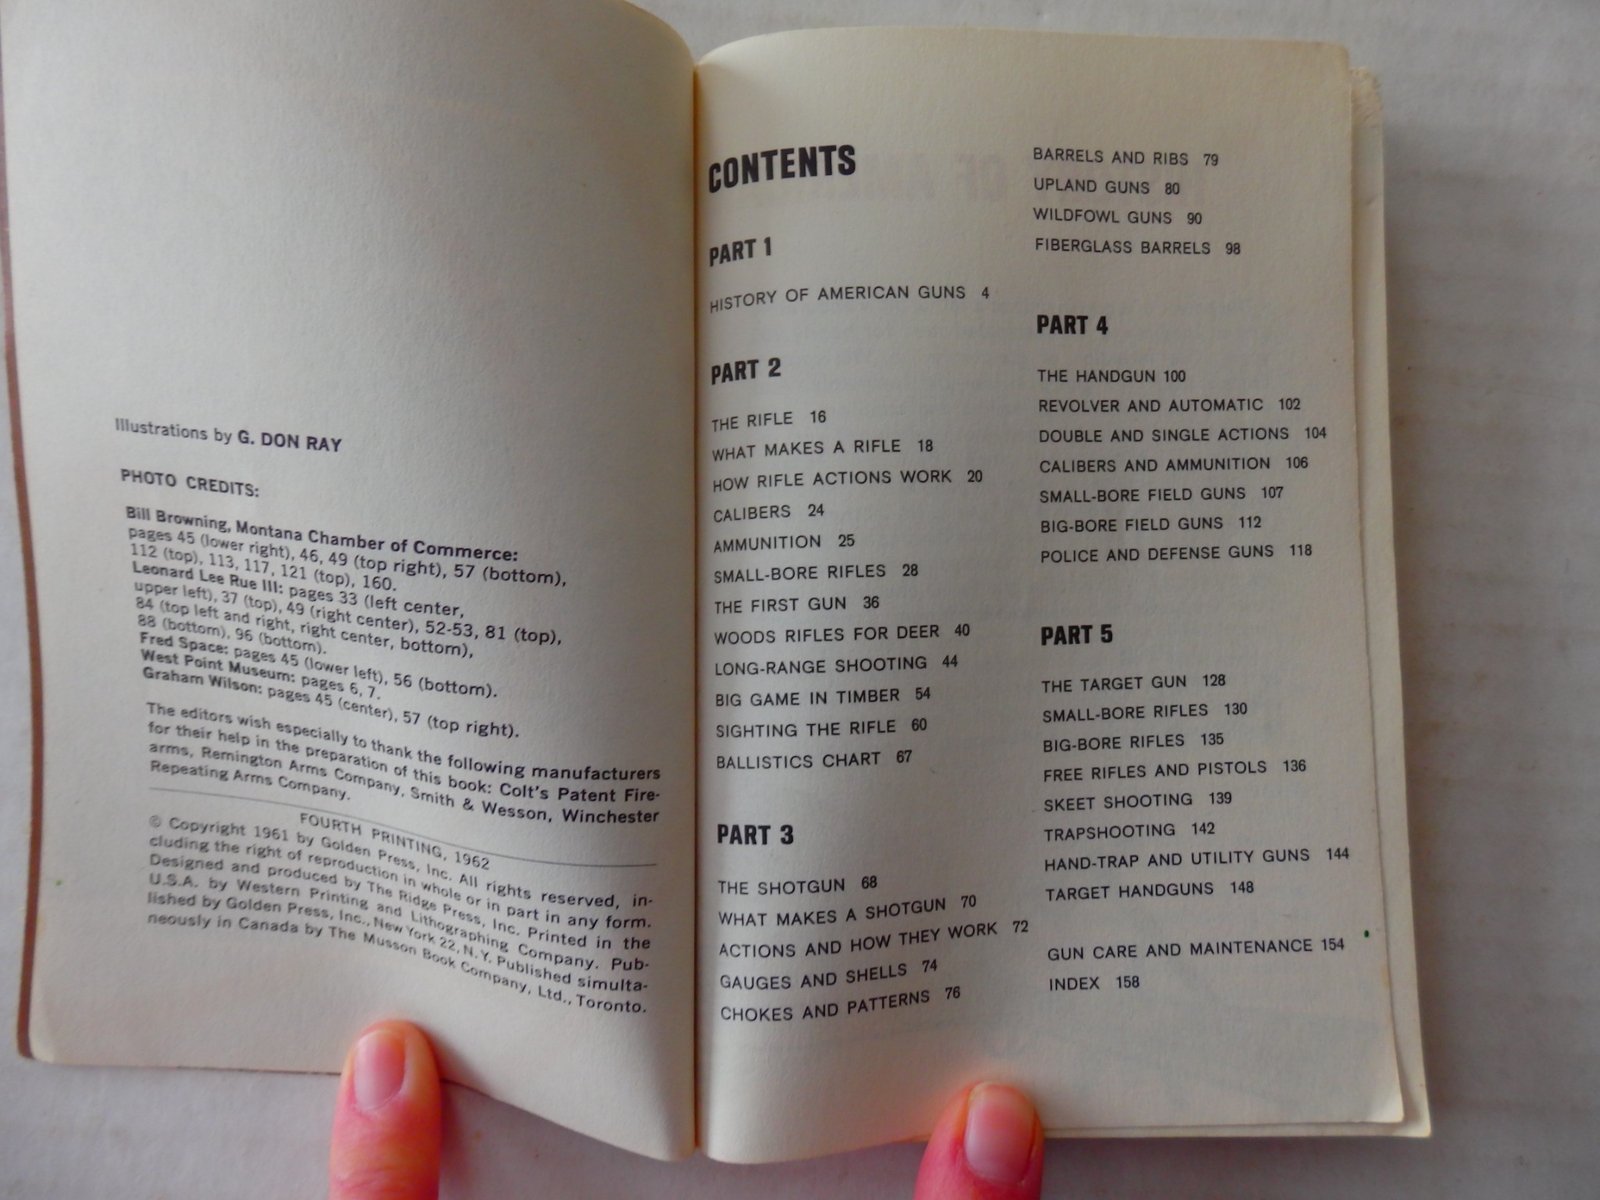 Illustrations by G. DON RAY
PHOTO CREDITS:
Bill Browning, Montana Chamber of Commerce:
pages 45 (lower right), 46, 49 (top right), 57 (bottom),
112 (top), 113, 117, 121 (top), 160.
Leonard Lee Rue III: pages 33 (left center,
upper left), 37 (top), 49 (right center), 52-53, 81 (top),
84 (top left and right, right center, bottom),
88 (bottom), 96 (bottom).
Fred Space: pages 45 (lower left), 56 (bottom).
West Point Museum: pages 6, 7.
Graham Wilson: pages 45 (center), 57 (top right).
The editors wish especially to thank the following manufacturers
for their help in the preparation of this book: Colt's Patent Fire-
arms, Remington Arms Company, Smith & Wesson, Winchester
Repeating Arms Company.
FOURTH PRINTING, 1962
© Copyright 1961 by Golden Press, Inc. All rights reserved, in-
cluding the right of reproduction in whole or in part in any form.
Designed and produced by The Ridge Press, Inc. Printed in the
U.S.A. by Western Printing and Lithographing Company. Pub-
lished by Golden Press, Inc., New York 22, N.Y. Published simulta-
neously in Canada by The Musson Book Company, Ltd., Toronto.
CONTENTS
PART 1
HISTORY OF AMERICAN GUNS 4
PART 2
THE RIFLE 16
WHAT MAKES A RIFLE 18
HOW RIFLE ACTIONS WORK 20
CALIBERS 24
AMMUNITION 25
SMALL-BORE RIFLES 28
THE FIRST GUN 36
WOODS RIFLES FOR DEER 40
LONG-RANGE SHOOTING 44
BIG GAME IN TIMBER 54
SIGHTING THE RIFLE 60
BALLISTICS CHART 67
PART 3
THE SHOTGUN 68
WHAT MAKES A SHOTGUN 70
ACTIONS AND HOW THEY WORK 72
GAUGES AND SHELLS 74
CHOKES AND PATTERNS 76
BARRELS AND RIBS 79
UPLAND GUNS 80
WILDFOWL GUNS 90
FIBERGLASS BARRELS 98
PART 4
THE HANDGUN 100
REVOLVER AND AUTOMATIC 102
DOUBLE AND SINGLE ACTIONS 104
CALIBERS AND AMMUNITION 106
SMALL-BORE FIELD GUNS 107
BIG-BORE FIELD GUNS 112
POLICE AND DEFENSE GUNS 118
PART 5
THE TARGET GUN 128
SMALL-BORE RIFLES 130
BIG-BORE RIFLES 135
FREE RIFLES AND PISTOLS 136
SKEET SHOOTING 139
TRAPSHOOTING 142
HAND-TRAP AND UTILITY GUNS 144
TARGET HANDGUNS 148
GUN CARE AND MAINTENANCE 154
INDEX 158